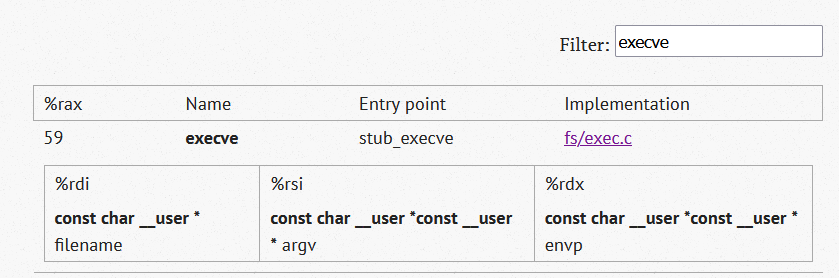 Filter: execve
%rax Name Entry point Implementation
59 execve stub_execve fs/exec.c
%rdi %rsi %rdx
const char __user * const char __user *const __user const char __user *const __user *
filename * argv envp